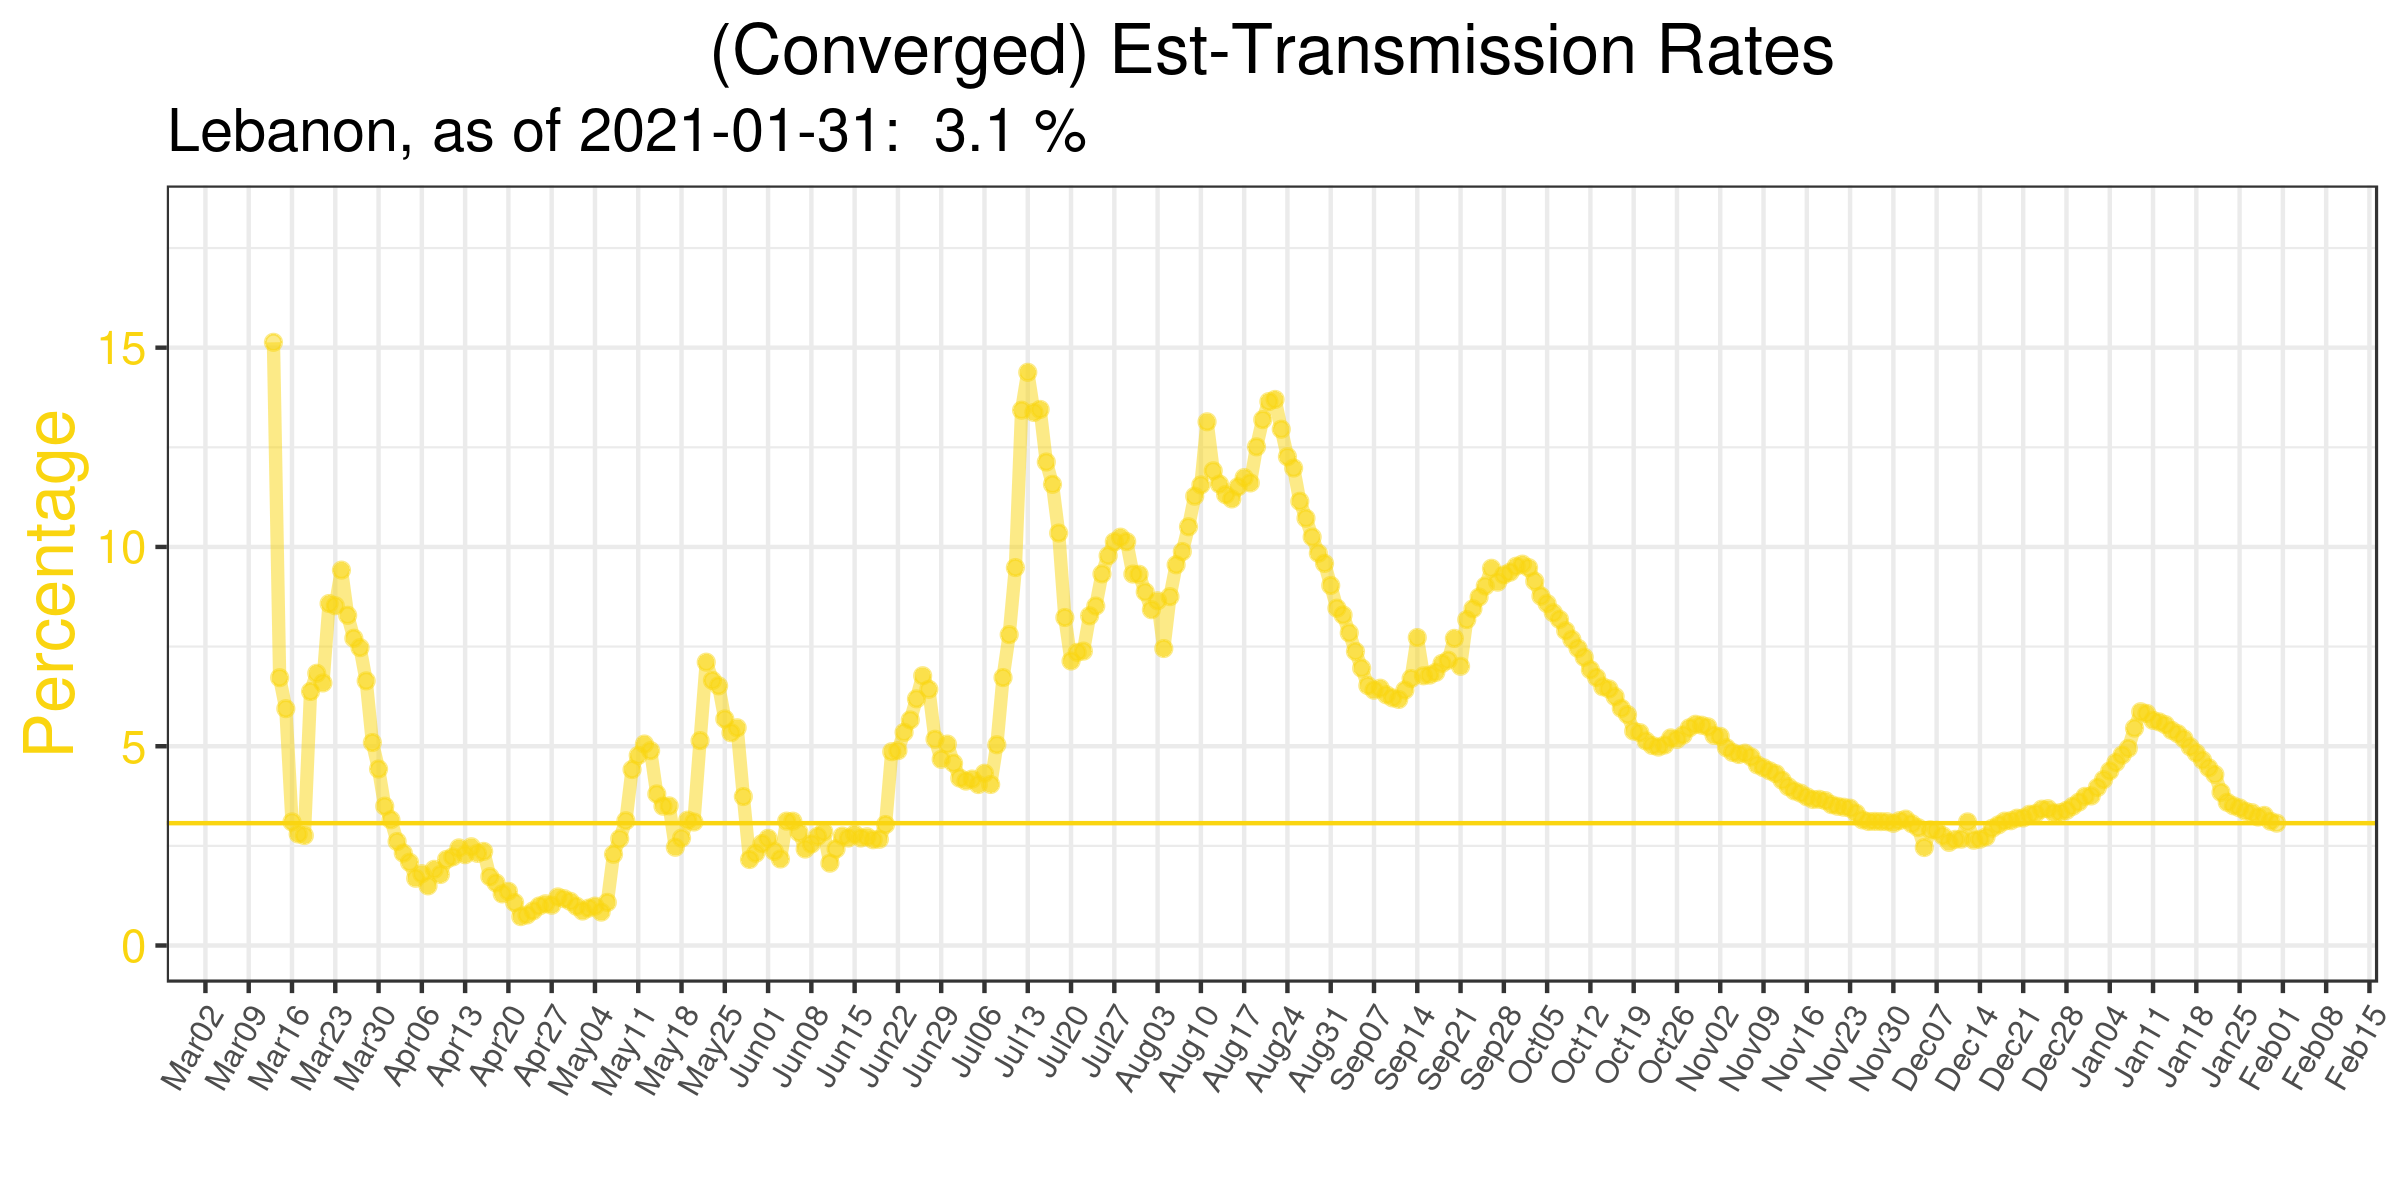 (Converged) Est-Transmission Rates
Lebanon, as of 2021-01-31:  3.1 %
Percentage
15
10
5
0
Mar02
Mar09
Mar16
Mar23
Mar30
Apr06
Apr13
Apr20
Apr27
May04
May11
May18
May25
Jun01
Jun08
Jun15
Jun22
Jun29
Jul06
Jul13
Jul20
Jul27
Aug03
Aug10
Aug17
Aug24
Aug31
Sep07
Sep14
Sep21
Sep28
Oct05
Oct12
Oct19
Oct26
Nov02
Nov09
Nov16
Nov23
Nov30
Dec07
Dec14
Dec21
Dec28
Jan04
Jan11
Jan18
Jan25
Feb01
Feb08
Feb15